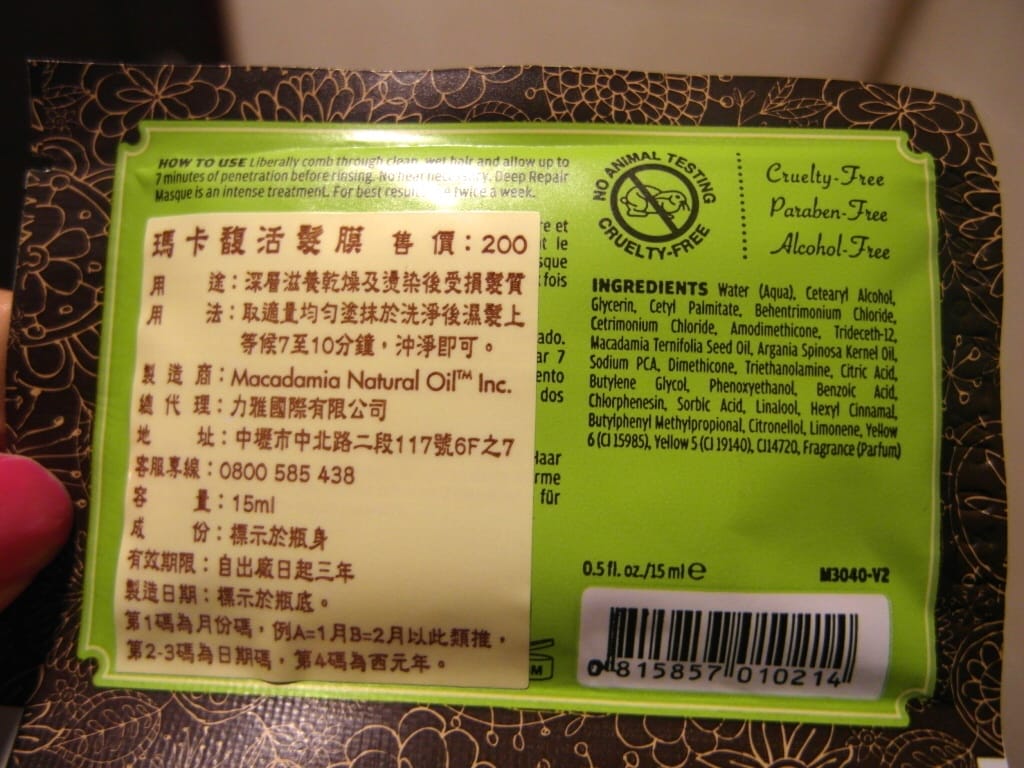 HOW TO USE Liberally comb through clean, wet hair and allow up to
7 minutes of penetration before rinsing. No heat necessary. Deep Repair
Masque is an intense treatment. For best results, use twice a week.
瑪卡馥活髮膜 售價：200
用途：深層滋養乾燥及燙染後受損髮質
用法：取適量均勻塗抹於洗淨後濕髮上
等候7至10分鐘，沖淨即可。
製造商：Macadamia Natural Oil™ Inc.
總代理：力雅國際有限公司
地址：中壢市中北路二段117號6F之7
客服專線：0800 585 438
容量：15ml
成份：標示於瓶身
有效期限：自出廠日起三年
製造日期：標示於瓶底。
第1碼為月份碼，例A=1月B=2月以此類推，
第2-3碼為日期碼，第4碼為西元年。
re et
t le
sque
fois
ado.
ar 7
ento
dos
Haar
rme
für
M
NO ANIMAL TESTING
CRUELTY-FREE
Cruelty-Free
Paraben-Free
Alcohol-Free
INGREDIENTS Water (Aqua), Cetearyl Alcohol,
Glycerin, Cetyl Palmitate, Behentrimonium Chloride,
Cetrimonium Chloride, Amodimethicone, Trideceth-12,
Macadamia Ternifolia Seed Oil, Argania Spinosa Kernel Oil,
Sodium PCA, Dimethicone, Triethanolamine, Citric Acid,
Butylene Glycol, Phenoxyethanol, Benzoic Acid,
Chlorphenesin, Sorbic Acid, Linalool, Hexyl Cinnamal,
Butylphenyl Methylpropional, Citronellol, Limonene, Yellow
6 (CI 15985), Yellow 5 (CI 19140), CI14720, Fragrance (Parfum)
0.5 fl. oz./15 ml ℮
M3040-V2
0 815857 010214